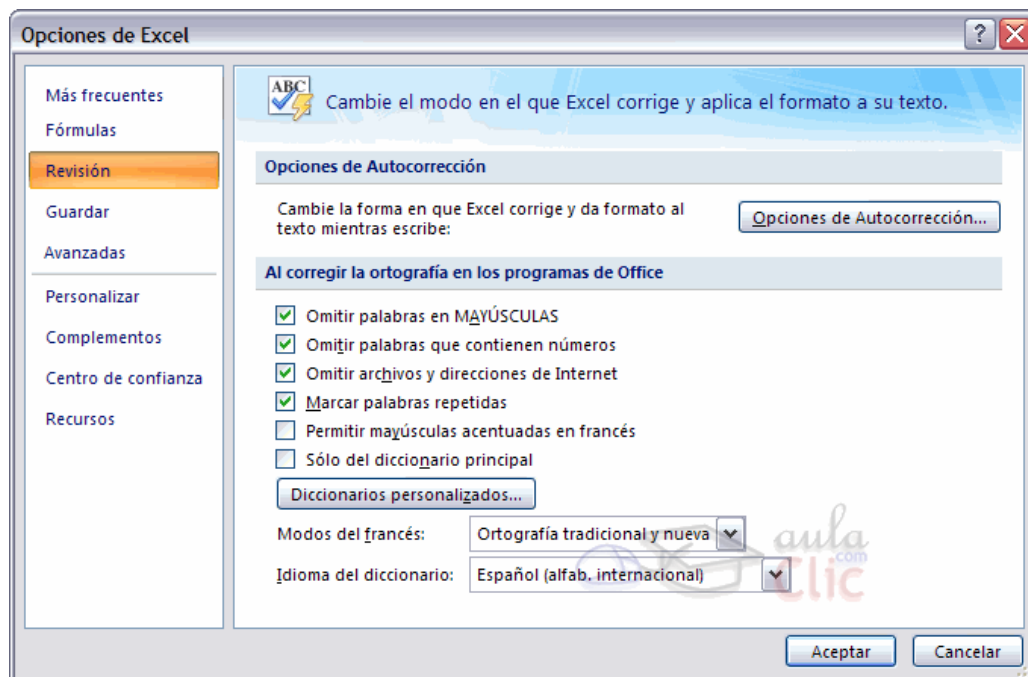 Opciones de Excel
Más frecuentes
Fórmulas
Revisión
Guardar
Avanzadas
Personalizar
Complementos
Centro de confianza
Recursos
ABC
Cambie el modo en el que Excel corrige y aplica el formato a su texto.
Opciones de Autocorrección
Cambie la forma en que Excel corrige y da formato al
texto mientras escribe:
Opciones de Autocorrección...
Al corregir la ortografía en los programas de Office
Omitir palabras en MAYÚSCULAS
Omitir palabras que contienen números
Omitir archivos y direcciones de Internet
Marcar palabras repetidas
Permitir mayúsculas acentuadas en francés
Sólo del diccionario principal
Diccionarios personalizados...
Modos del francés: Ortografía tradicional y nueva
Idioma del diccionario: Español (alfab. internacional)
aula
.com
Clic
Aceptar Cancelar